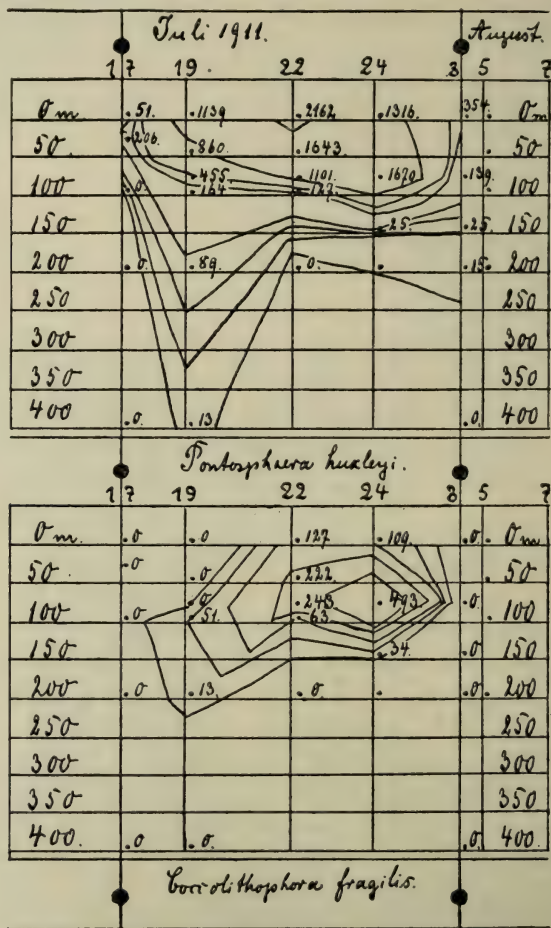 Juli 1911. August.
17 19. 22 24 3. 5 7
0 m. .51. .1139. .2162. .1316. 354. 0 m
50. .206. .860. .1643. 50
.455 .1101. .1670. .139.
100 .0. .164 .127. 100
150 .25. .25. 150
200 .0. .89. .0. .15. 200
250 250
300 300
350 350
400 .0. .13. .0. 400
Pontosphaera huxleyi.
17 19 22 24 3 5 7
0 m. .0 .0 .127. .109. .0. 0 m
50 .0 .0 .222. 50
.0 .248. .493. .0.
100 .0 .51. .63. 100
150 .34. .0 150
200 .0 .13. .0. .0 200
250 250
300 300
350 350
400. .0 .0. .0. 400.
Coccolithophora fragilis.